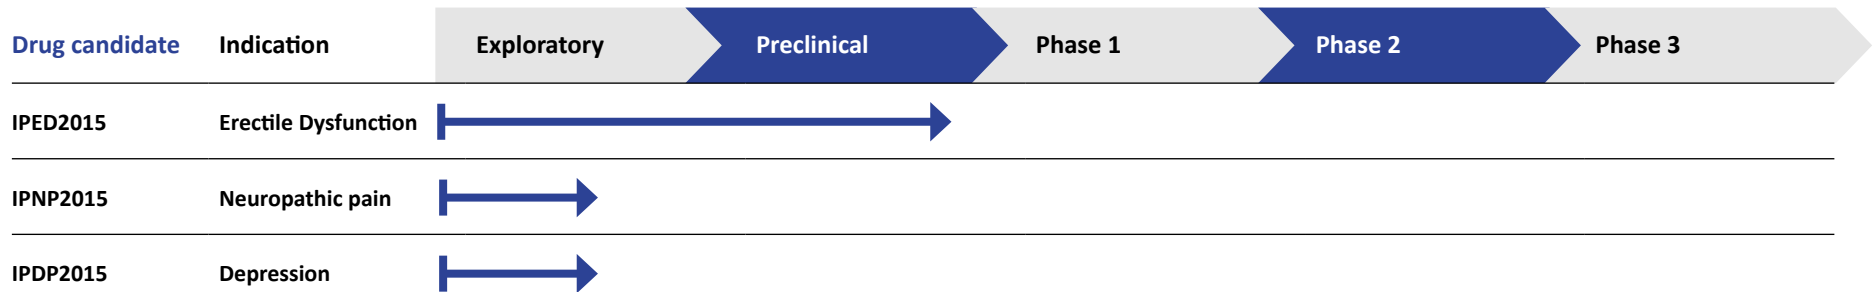 Drug candidate Indication Exploratory Preclinical Phase 1 Phase 2 Phase 3
IPED2015 Erectile Dysfunction
IPNP2015 Neuropathic pain
IPDP2015 Depression